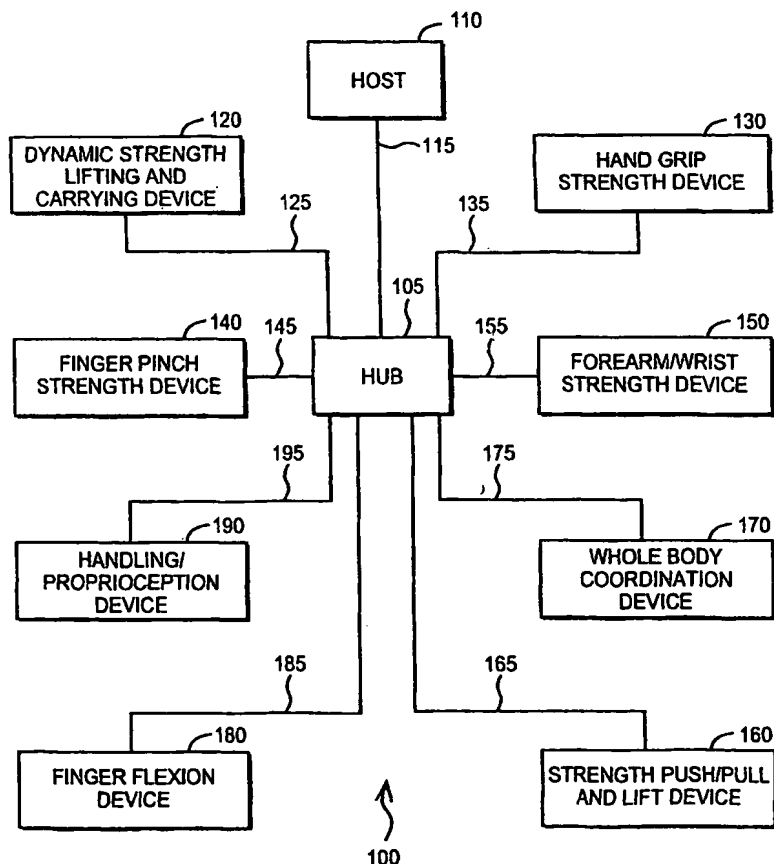 110
HOST
120
DYNAMIC STRENGTH
LIFTING AND
CARRYING DEVICE
115
130
HAND GRIP
STRENGTH DEVICE
125
135
140
FINGER PINCH
STRENGTH DEVICE
145
105
HUB
155
150
FOREARM/WRIST
STRENGTH DEVICE
195
175
190
HANDLING/
PROPRIOCEPTION
DEVICE
170
WHOLE BODY
COORDINATION
DEVICE
185
165
180
FINGER FLEXION
DEVICE
160
STRENGTH PUSH/PULL
AND LIFT DEVICE
100